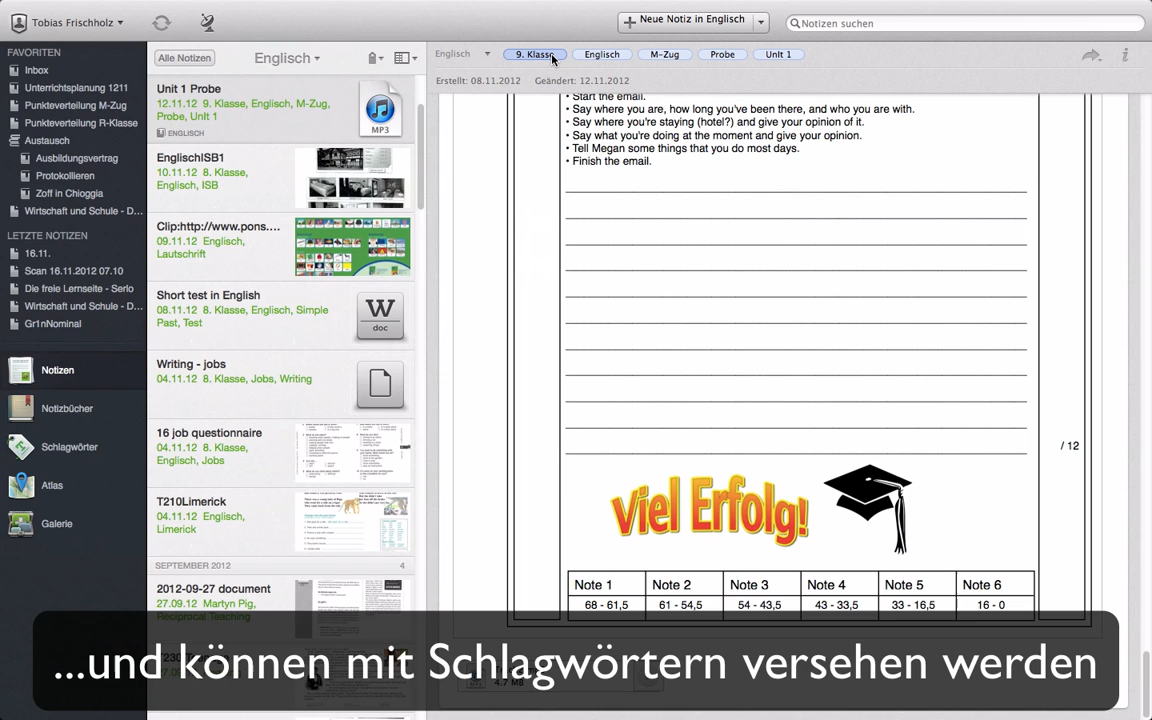 Tobias Frischholz
Neue Notiz in Englisch
Notizen suchen
FAVORITEN
Inbox
Unterrichtsplanung 1211
Punkteverteilung M-Zug
Punkteverteilung R-Klasse
Austausch
Ausbildungsvertrag
Protokollieren
Zoff in Chioggia
Wirtschaft und Schule - D...
LETZTE NOTIZEN
16.11.
Scan 16.11.2012 07.10
Die freie Lernseite - Serlo
Wirtschaft und Schule - D...
Gr1nNominal
Notizen
Notizbücher
Schlagwörter
Atlas
Galerie
Alle Notizen
Englisch
Unit 1 Probe
12.11.12 9. Klasse, Englisch, M-Zug,
Probe, UnIt 1
ENGLISCH
MP3
EnglischISB1
10.11.12 8. Klasse,
Englisch, ISB
Clip:http://www.pons....
09.11.12 Englisch,
Lautschrift
Short test in English
08.11.12 8. Klasse, Englisch, Simple
Past, Test
W
doc
Writing - jobs
04.11.12 8. Klasse, Jobs, Writing
16 job questionnaire
04.11.12 8. Klasse,
Englisch, Jobs
T210Limerick
04.11.12 Englisch,
Limerick
SEPTEMBER 2012 4
2012-09-27 document
27.09.12 Martyn Pig,
Reciprocal Teaching
Englisch
9. Klasse
Englisch
M-Zug
Probe
UnIt 1
Erstellt: 08.11.2012 Geändert: 12.11.2012
• Start the email.
• Say where you are, how long you've been there, and who you are with.
• Say where you're staying (hotel?) and give your opinion of it.
• Say what you're doing at the moment and give your opinion.
• Tell Megan some things that you do most days.
• Finish the email.
/ 12
Viel Erfolg!
Note 1 Note 2 Note 3 Note 4 Note 5 Note 6
68 - 61,5 61 - 54,5 54 - 43,5 43 - 33,5 33 - 16,5 16 - 0
4.7 MB
...und können mit Schlagwörtern versehen werden